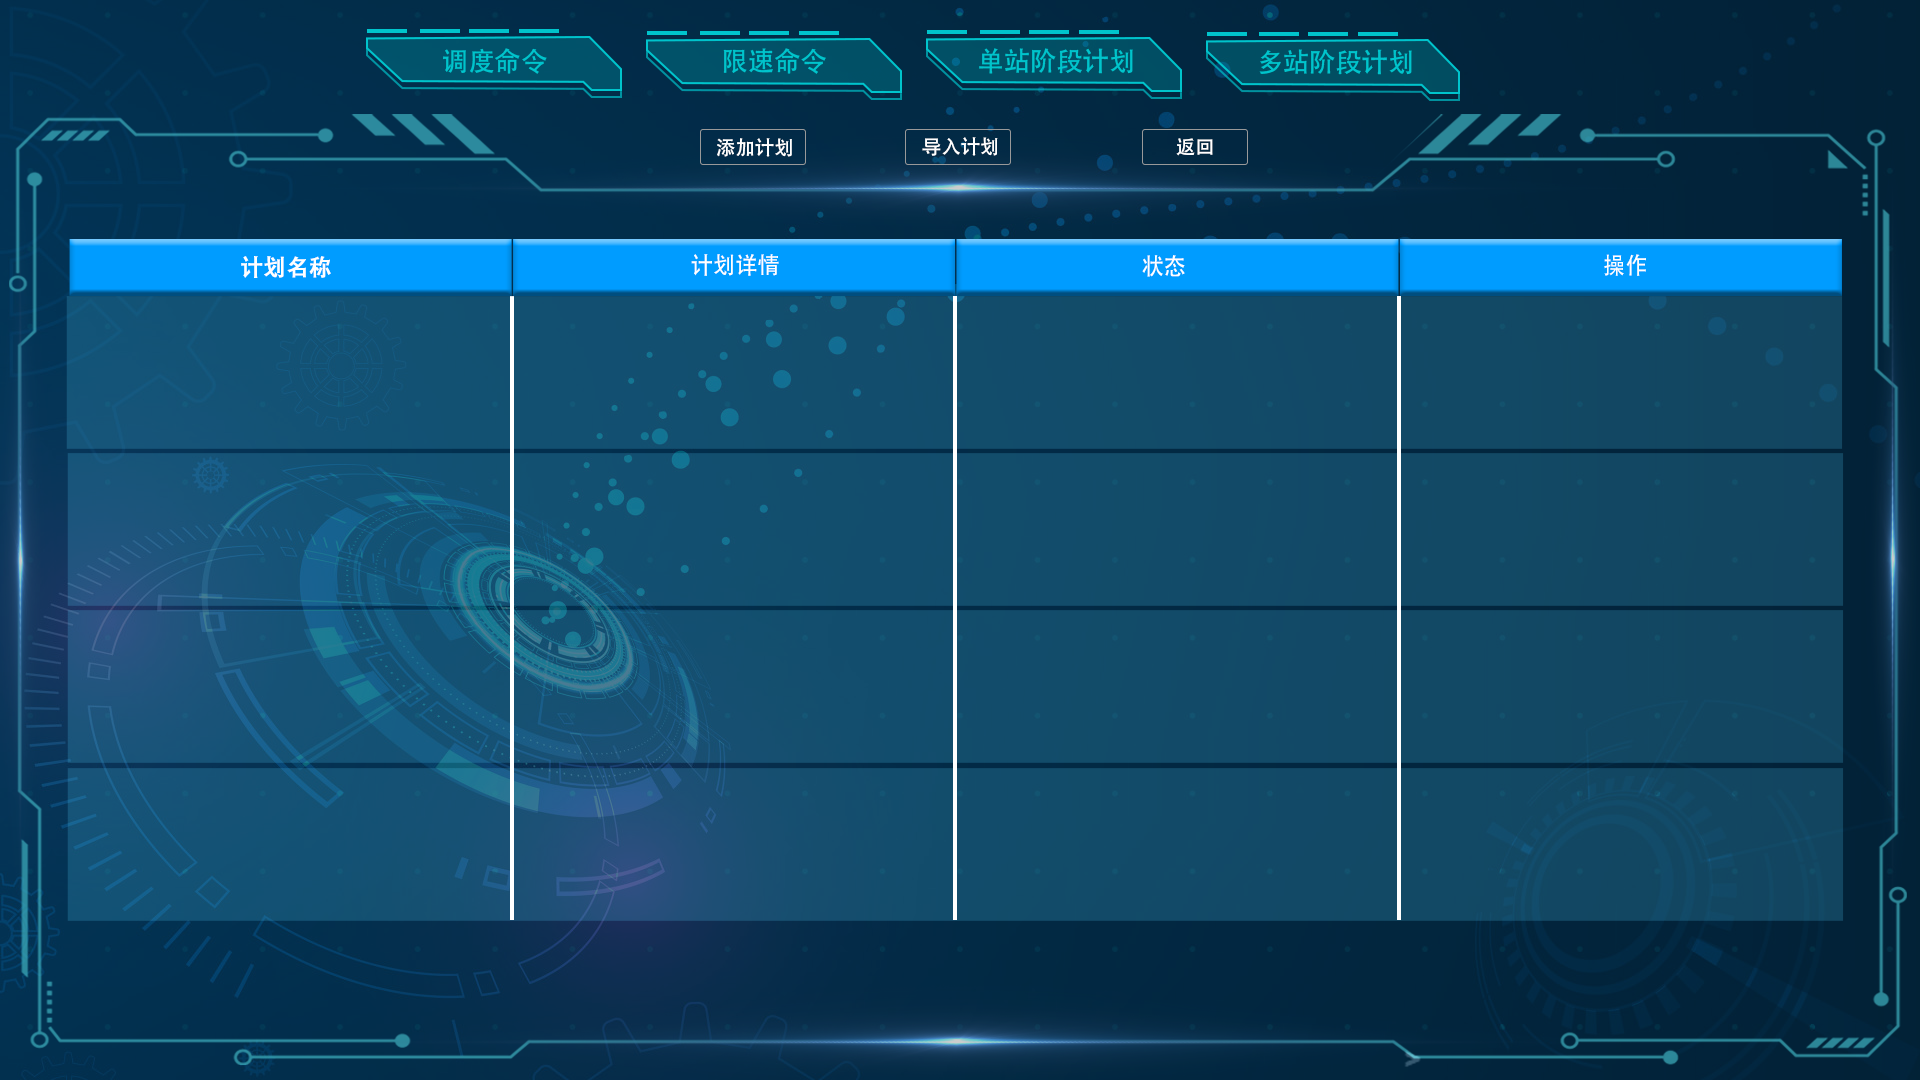 调度命令
限速命令
单站阶段计划
多站阶段计划
添加计划
导入计划
返回
计划名称
计划详情
状态
操作